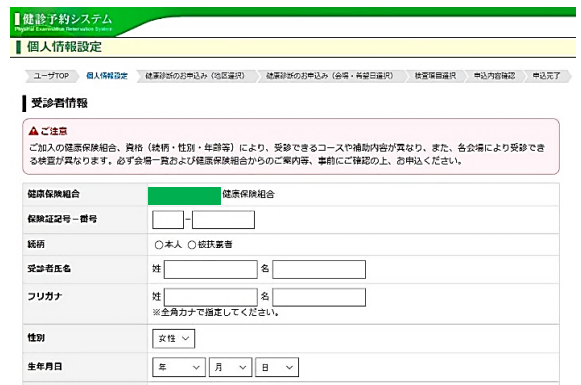 健診予約システム
Physical Examination Reservation System
個人情報設定
ユーザTOP 個人情報設定 健康診断のお申込み（地区選択） 健康診断のお申込み（会場・希望日選択） 検査項目選択 申込内容確認 申込完了
受診者情報
ご注意
ご加入の健康保険組合、資格（続柄・性別・年齢等）により、受診できるコースや補助内容が異なり、また、各会場により受診でき
る検査が異なります。必ず会場一覧および健康保険組合からのご案内等、事前にご確認の上、お申込ください。
健康保険組合 健康保険組合
保険証記号－番号 -
続柄 ○本人 ○被扶養者
受診者氏名 姓 名
フリガナ 姓 名
※全角カナで指定してください。
性別 女性
生年月日 年 月 日